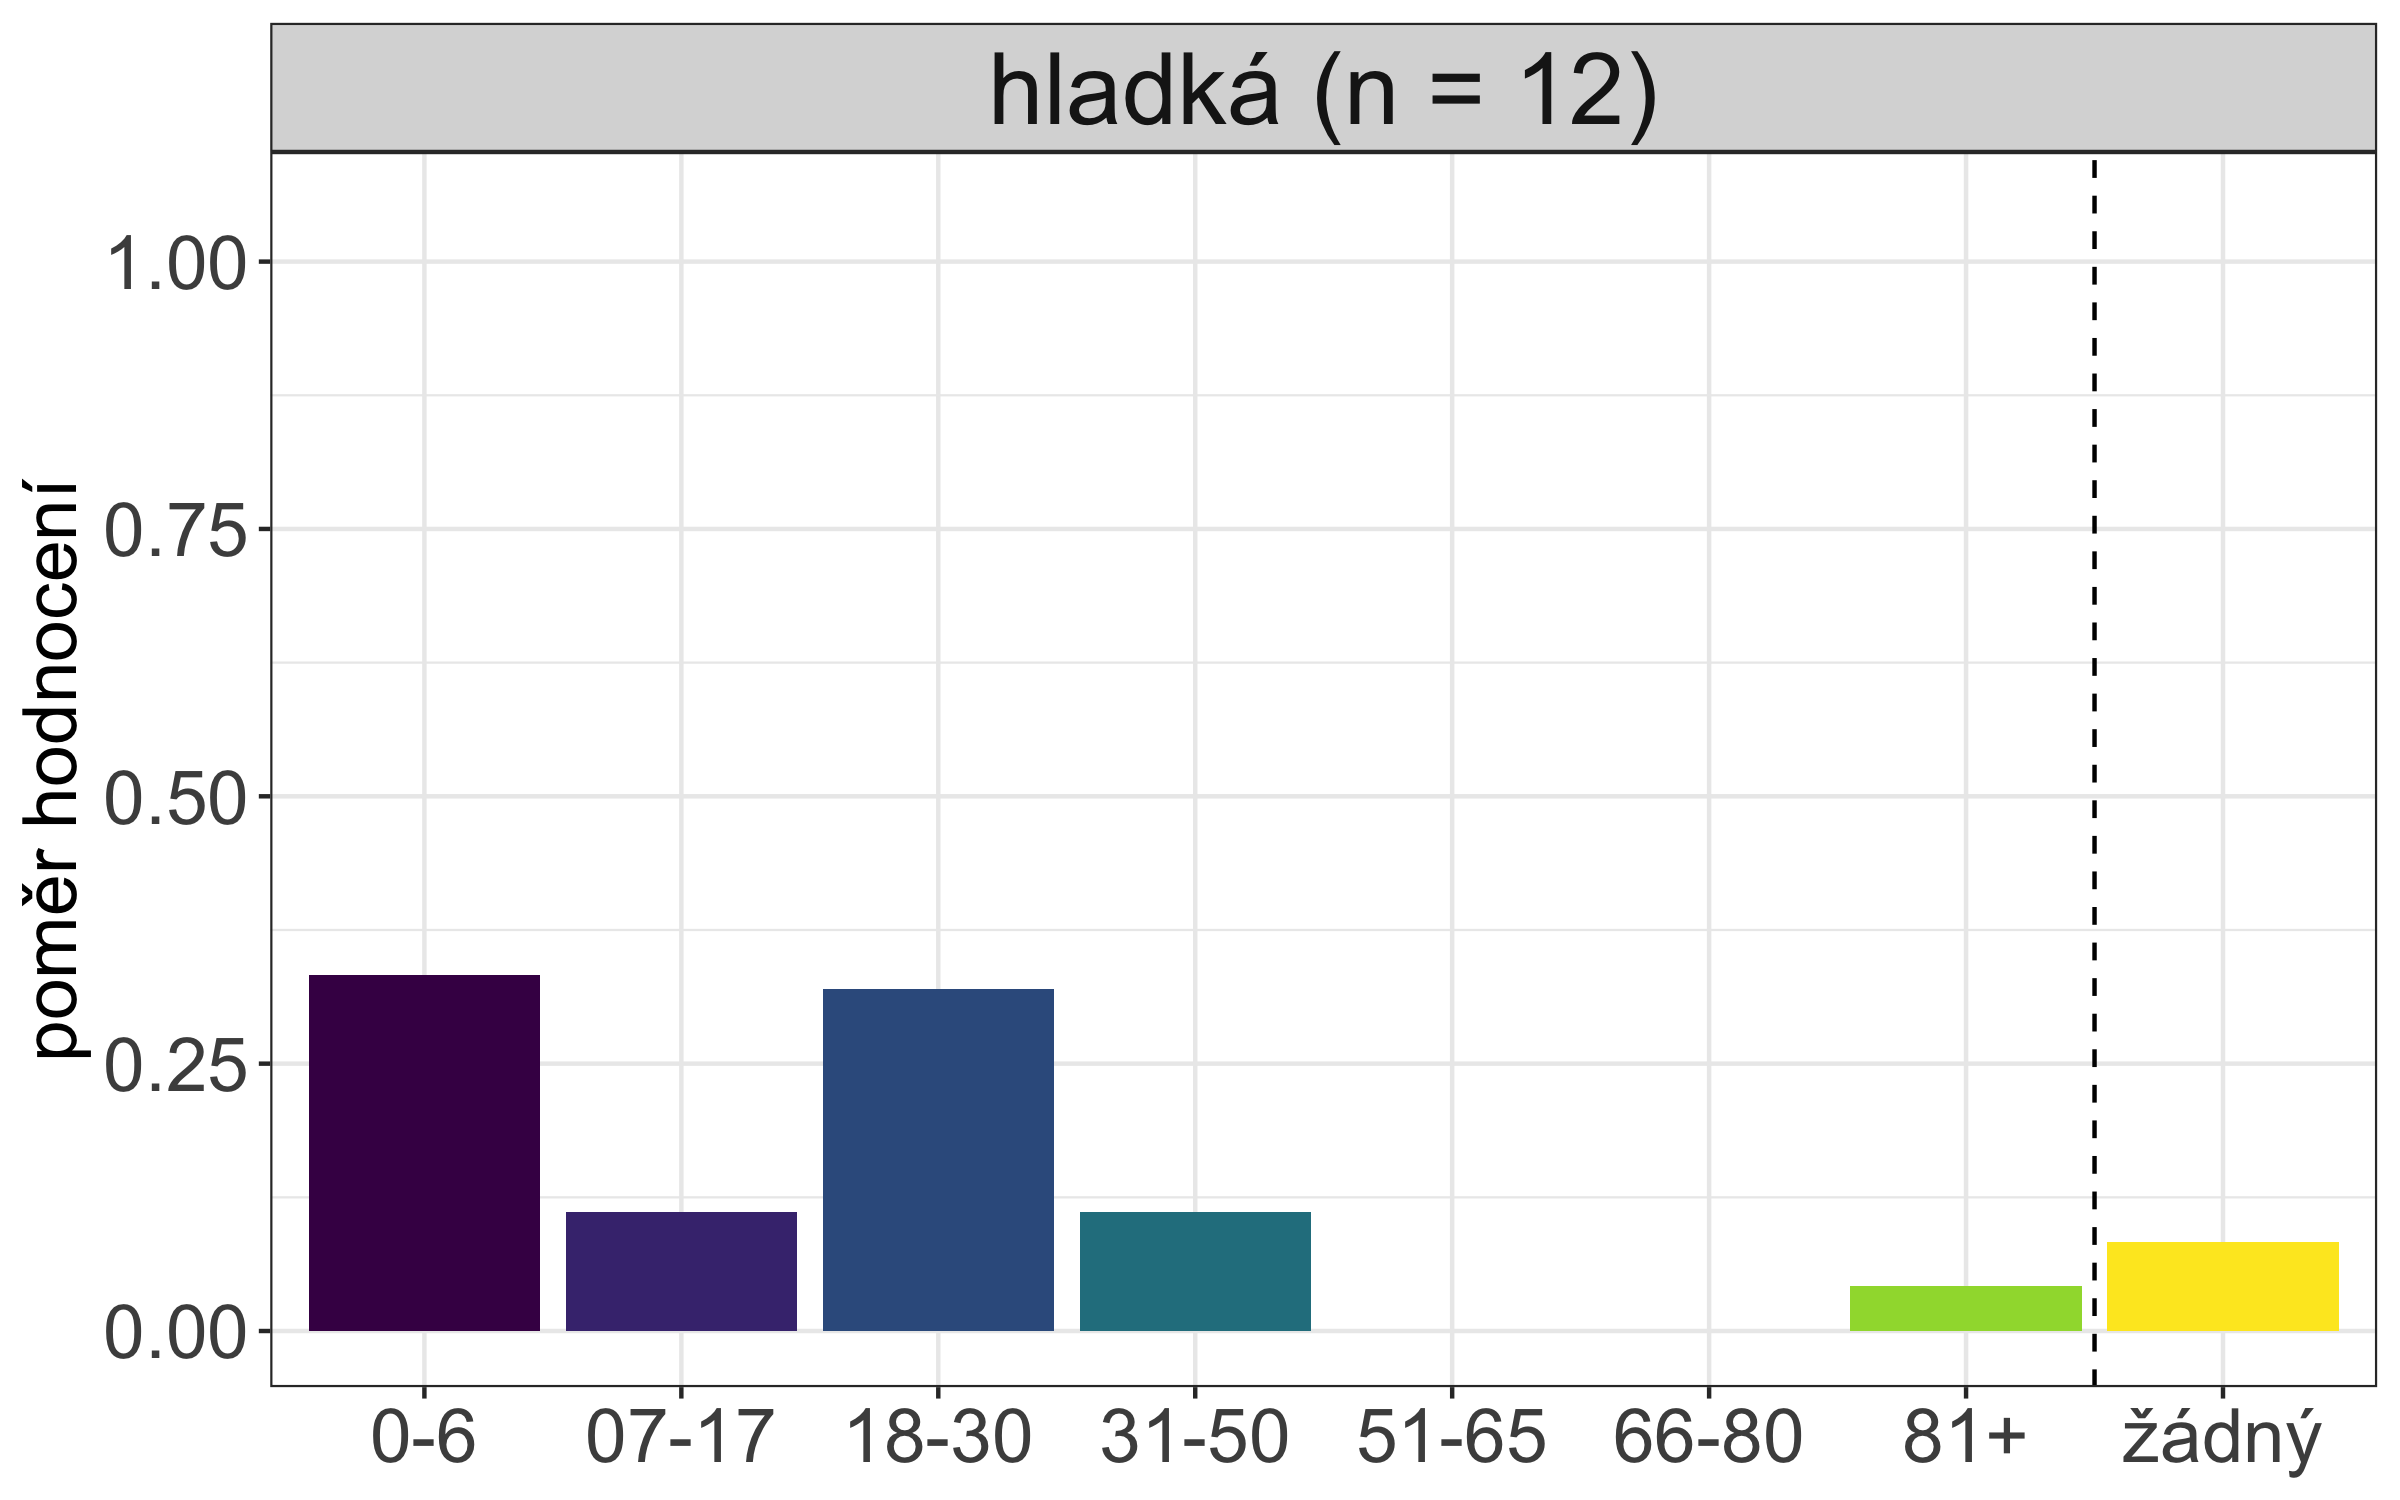 hladká (n = 12)
poměr hodnocení
1.00
0.75
0.50
0.25
0.00
0-6 07-17 18-30 31-50 51-65 66-80 81+ žádný